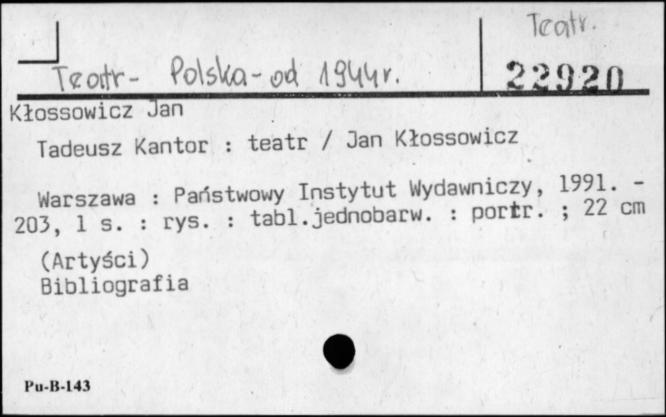 Teatr.
Teatr - Polska - od 1944r.
22920
Kłossowicz Jan
Tadeusz Kantor : teatr / Jan Kłossowicz
Warszawa : Państwowy Instytut Wydawniczy, 1991. -
203, 1 s. : rys. : tabl.jednobarw. : portr. ; 22 cm
(Artyści)
Bibliografia
Pu-B-143